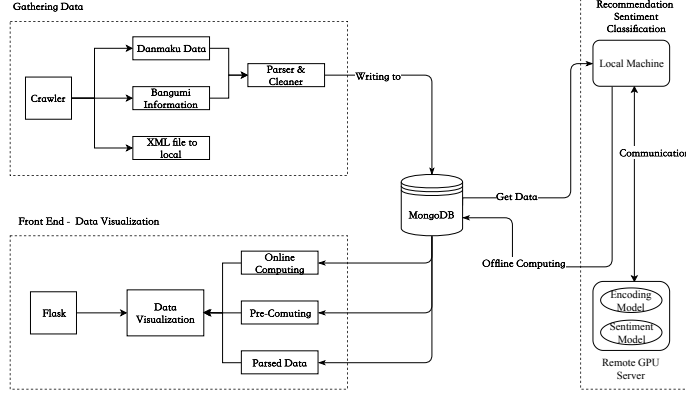 Gathering Data
Recommendation
Sentiment
Classification
Danmaku Data
Crawler
Bangumi
Information
Parser &
Cleaner
XML file to
local
Writing to
Local Machine
Communication
MongoDB
Get Data
Offline Computing
Front End - Data Visualization
Online
Computing
Flask
Data
Visualization
Pre-Comuting
Parsed Data
Encoding
Model
Sentiment
Model
Remote GPU
Server